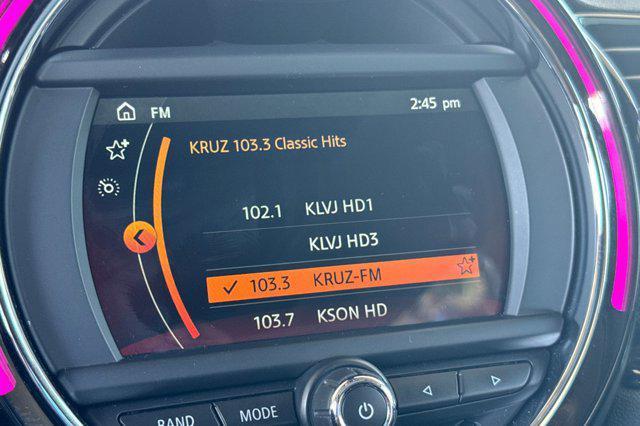 FM 2:45 pm
KRUZ 103.3 Classic Hits
102.1 KLVJ HD1
KLVJ HD3
103.3 KRUZ-FM
103.7 KSON HD
BAND MODE